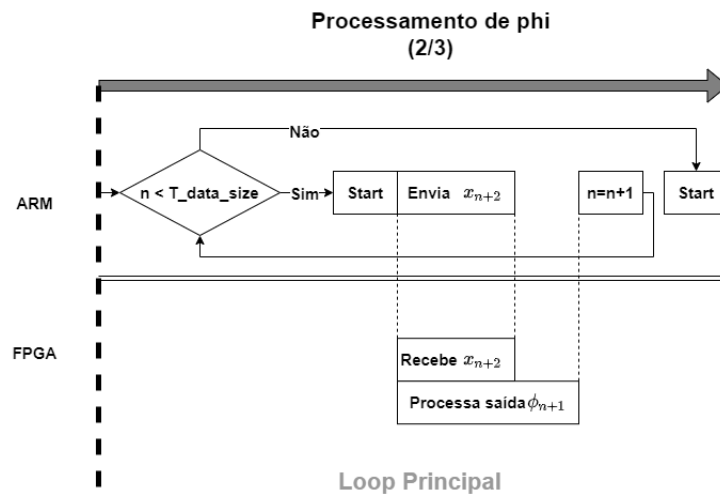 Processamento de phi
(2/3)
Não
ARM
n < T_data_size
Sim
Start
Envia x_{n+2}
n=n+1
Start
FPGA
Recebe x_{n+2}
Processa saída ϕ_{n+1}
Loop Principal